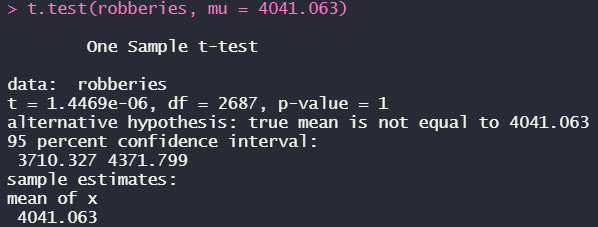 > t.test(robberies, mu = 4041.063)
One Sample t-test
data:  robberies
t = 1.4469e-06, df = 2687, p-value = 1
alternative hypothesis: true mean is not equal to 4041.063
95 percent confidence interval:
3710.327 4371.799
sample estimates:
mean of x
4041.063